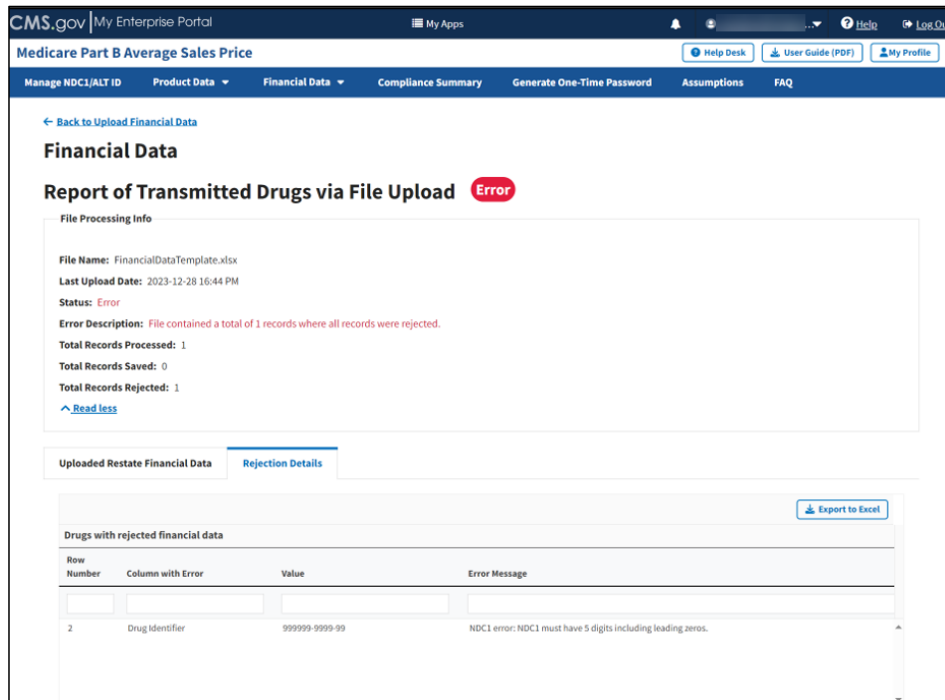 CMS.gov My Enterprise Portal My Apps ...▾ Help Log Ou
Medicare Part B Average Sales Price Help Desk User Guide (PDF) My Profile
Manage NDC1/ALT ID Product Data Financial Data Compliance Summary Generate One-Time Password Assumptions FAQ
Back to Upload Financial Data
Financial Data
Report of Transmitted Drugs via File Upload Error
File Processing Info
File Name: FinancialDataTemplate.xlsx
Last Upload Date: 2023-12-28 16:44 PM
Status: Error
Error Description: File contained a total of 1 records where all records were rejected.
Total Records Processed: 1
Total Records Saved: 0
Total Records Rejected: 1
Read less
Uploaded Restate Financial Data Rejection Details
Export to Excel
Drugs with rejected financial data
Row Number Column with Error Value Error Message
2 Drug Identifier 999999-9999-99 NDC1 error: NDC1 must have 5 digits including leading zeros.